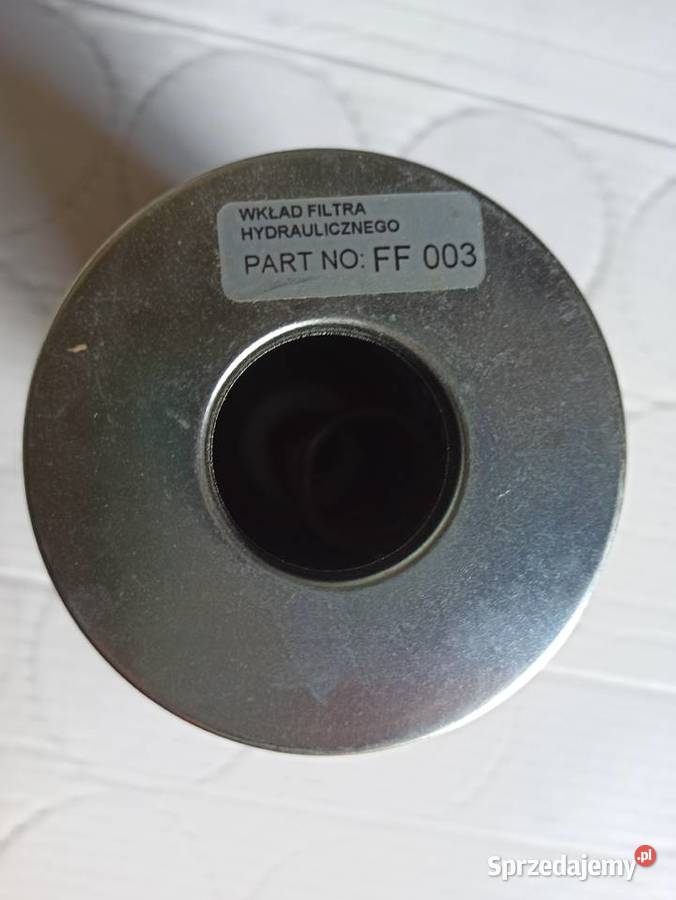 WKŁAD FILTRA
HYDRAULICZNEGO
PART NO: FF 003
Sprzedajemy.pl